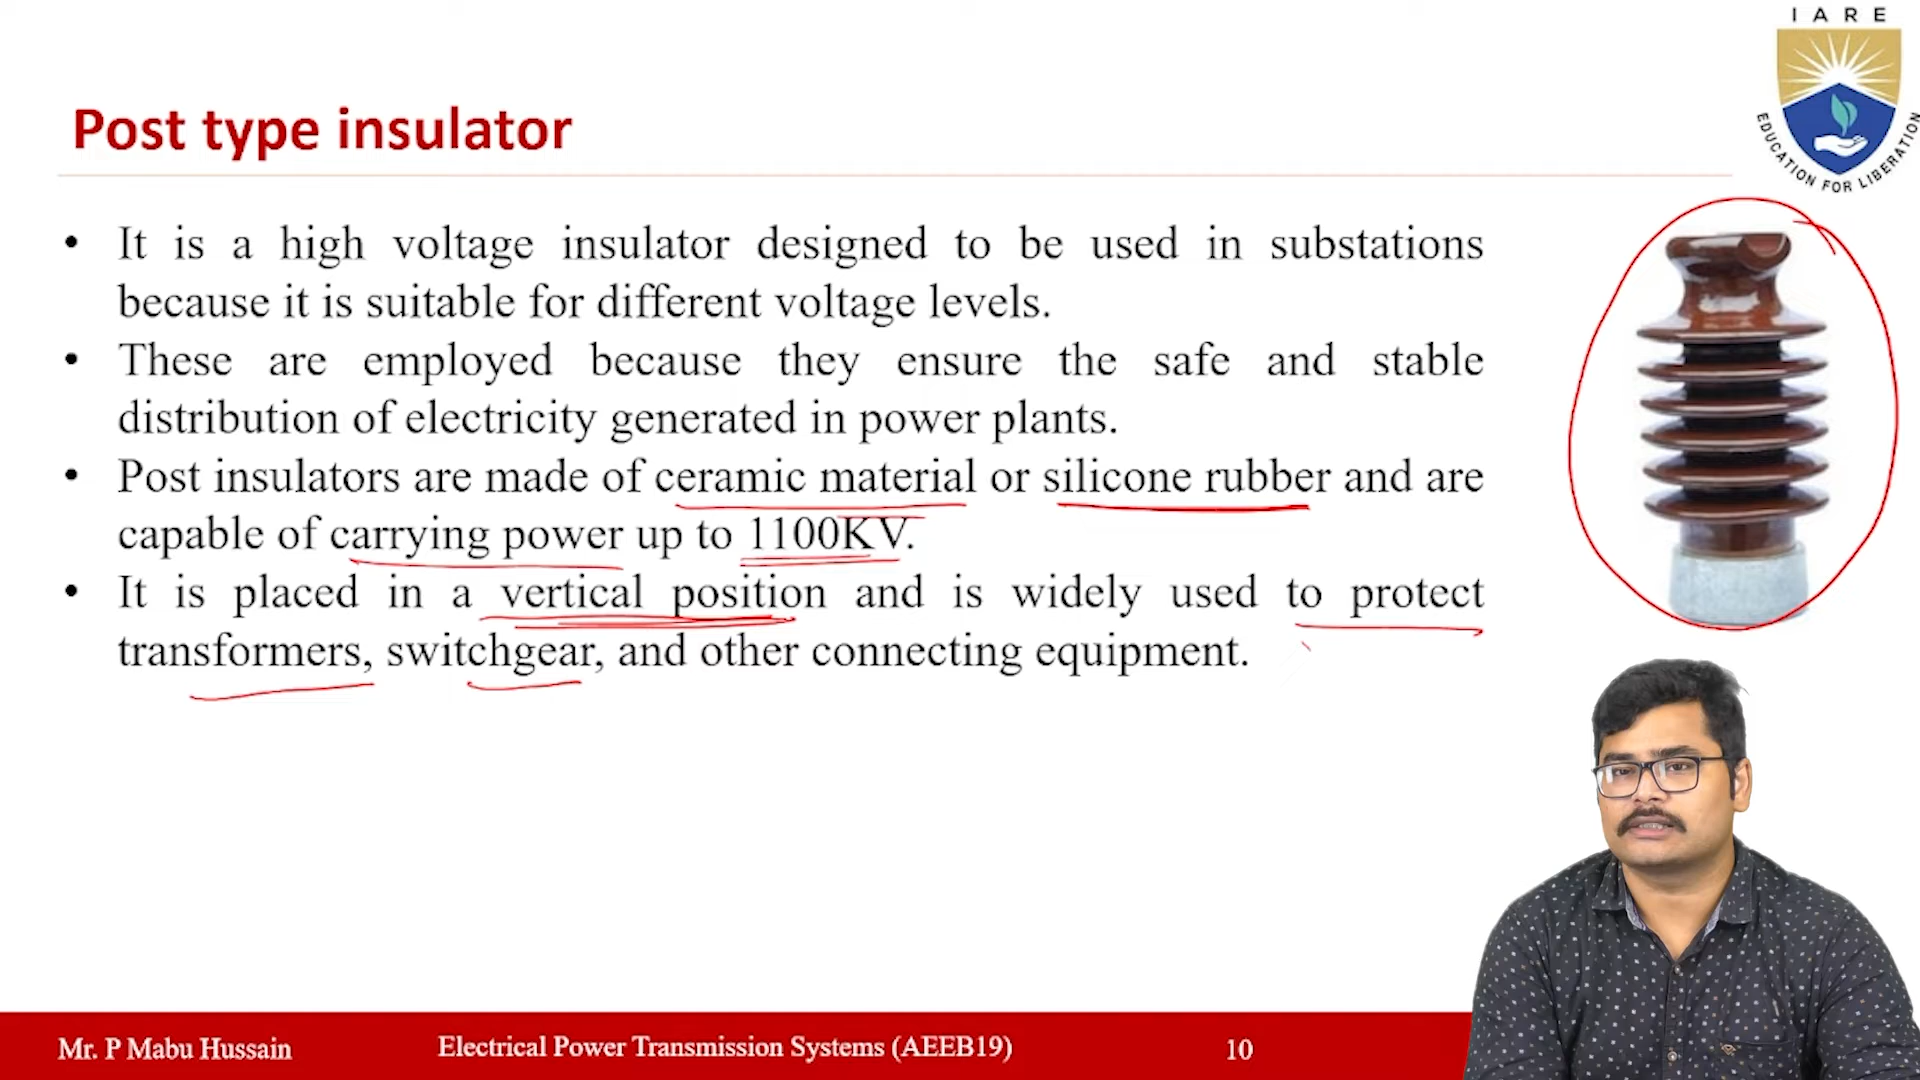 IARE
EDUCATION FOR LIBERATION
Post type insulator
• It is a high voltage insulator designed to be used in substations
because it is suitable for different voltage levels.
• These are employed because they ensure the safe and stable
distribution of electricity generated in power plants.
• Post insulators are made of ceramic material or silicone rubber and are
capable of carrying power up to 1100KV.
• It is placed in a vertical position and is widely used to protect
transformers, switchgear, and other connecting equipment.
Mr. P Mabu Hussain
Electrical Power Transmission Systems (AEEB19)
10